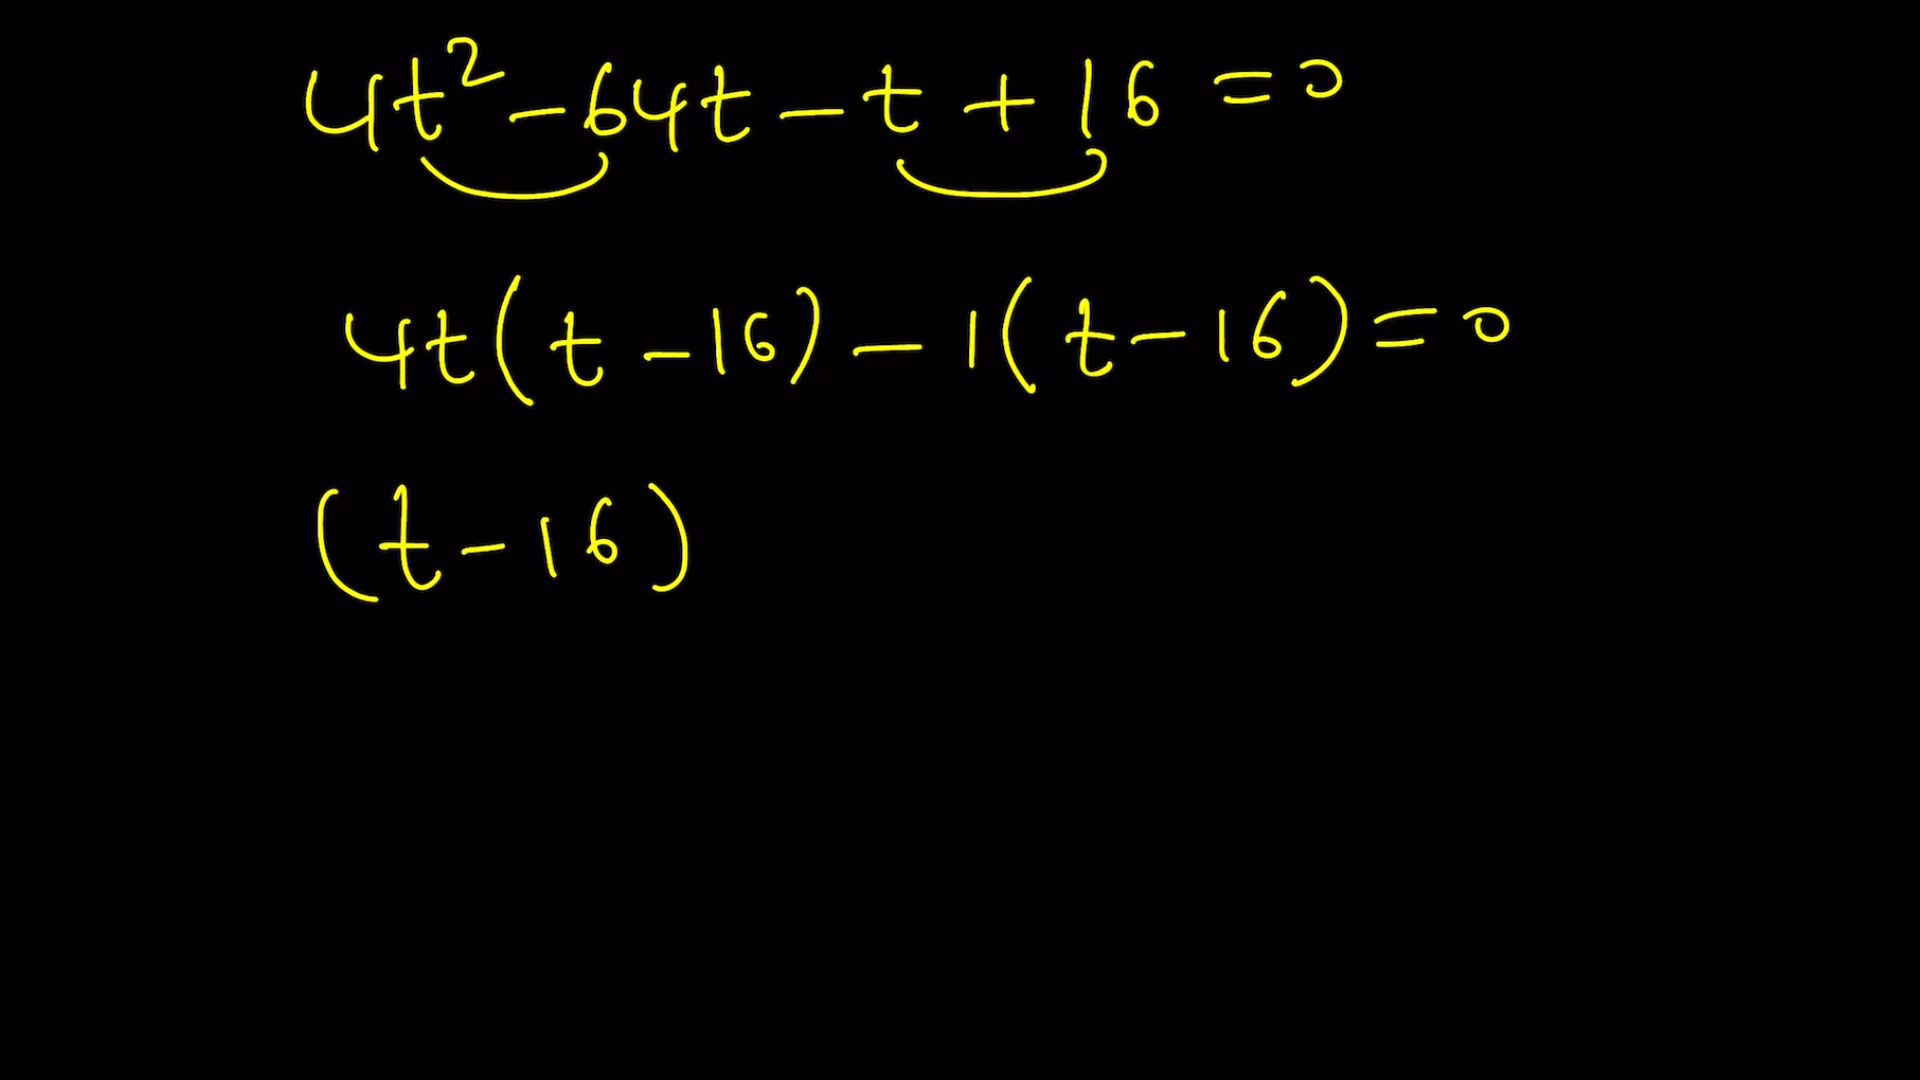 4t² - 64t - t + 16 = 0
4t(t - 16) - 1(t - 16) = 0
(t - 16)